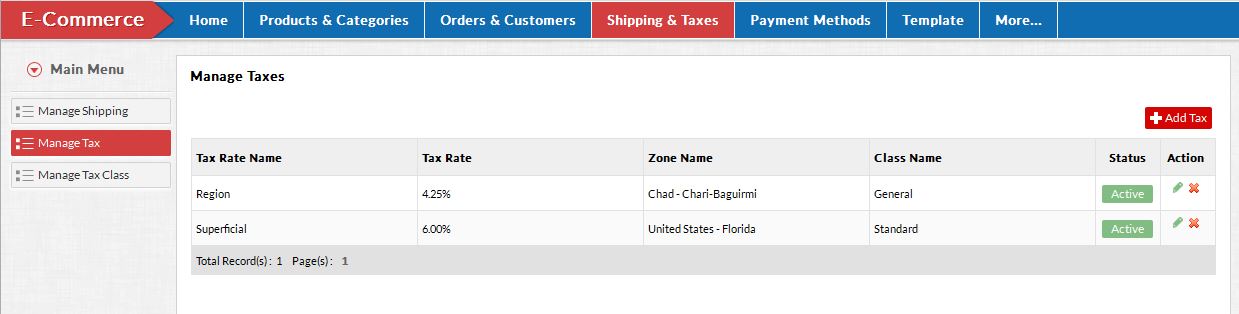 E-Commerce Home Products & Categories Orders & Customers Shipping & Taxes Payment Methods Template More...
Main Menu
Manage Shipping
Manage Tax
Manage Tax Class
Manage Taxes
Add Tax
Tax Rate Name Tax Rate Zone Name Class Name Status Action
Region 4.25% Chad - Chari-Baguirmi General Active
Superficial 6.00% United States - Florida Standard Active
Total Record(s) : 1 Page(s) : 1